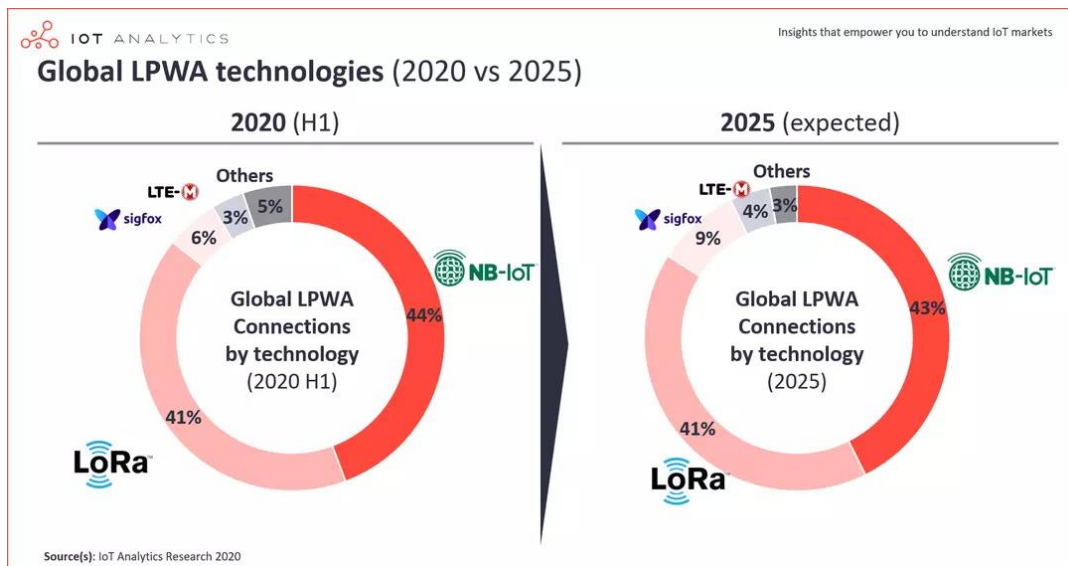 IOT ANALYTICS
Insights that empower you to understand IoT markets
Global LPWA technologies (2020 vs 2025)
2020 (H1)
Others
LTE-M
sigfox
5%
3%
6%
NB-IoT
44%
Global LPWA
Connections
by technology
(2020 H1)
41%
LoRa™
2025 (expected)
Others
LTE-M
sigfox
3%
4%
9%
NB-IoT
43%
Global LPWA
Connections
by technology
(2025)
41%
LoRa
Source(s): IoT Analytics Research 2020